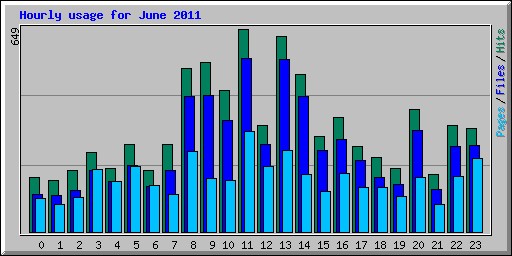 Hourly usage for June 2011
649
Pages/Files/Hits
0 1 2 3 4 5 6 7 8 9 10 11 12 13 14 15 16 17 18 19 20 21 22 23